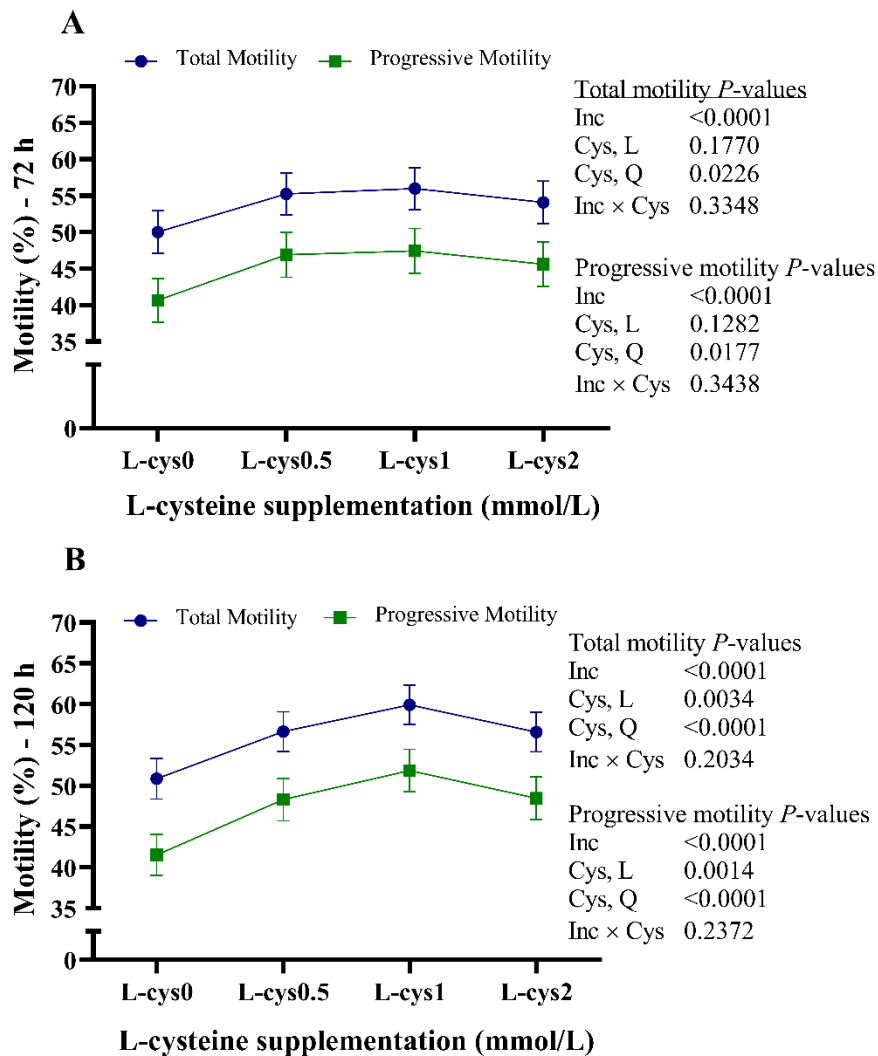 A
Total Motility Progressive Motility
Motility (%) - 72 h
70
65
60
55
50
45
40
35
0
L-cys0 L-cys0.5 L-cys1 L-cys2
L-cysteine supplementation (mmol/L)
Total motility P-values
Inc <0.0001
Cys, L 0.1770
Cys, Q 0.0226
Inc × Cys 0.3348
Progressive motility P-values
Inc <0.0001
Cys, L 0.1282
Cys, Q 0.0177
Inc × Cys 0.3438
B
Total Motility Progressive Motility
Motility (%) - 120 h
70
65
60
55
50
45
40
35
0
L-cys0 L-cys0.5 L-cys1 L-cys2
L-cysteine supplementation (mmol/L)
Total motility P-values
Inc <0.0001
Cys, L 0.0034
Cys, Q <0.0001
Inc × Cys 0.2034
Progressive motility P-values
Inc <0.0001
Cys, L 0.0014
Cys, Q <0.0001
Inc × Cys 0.2372